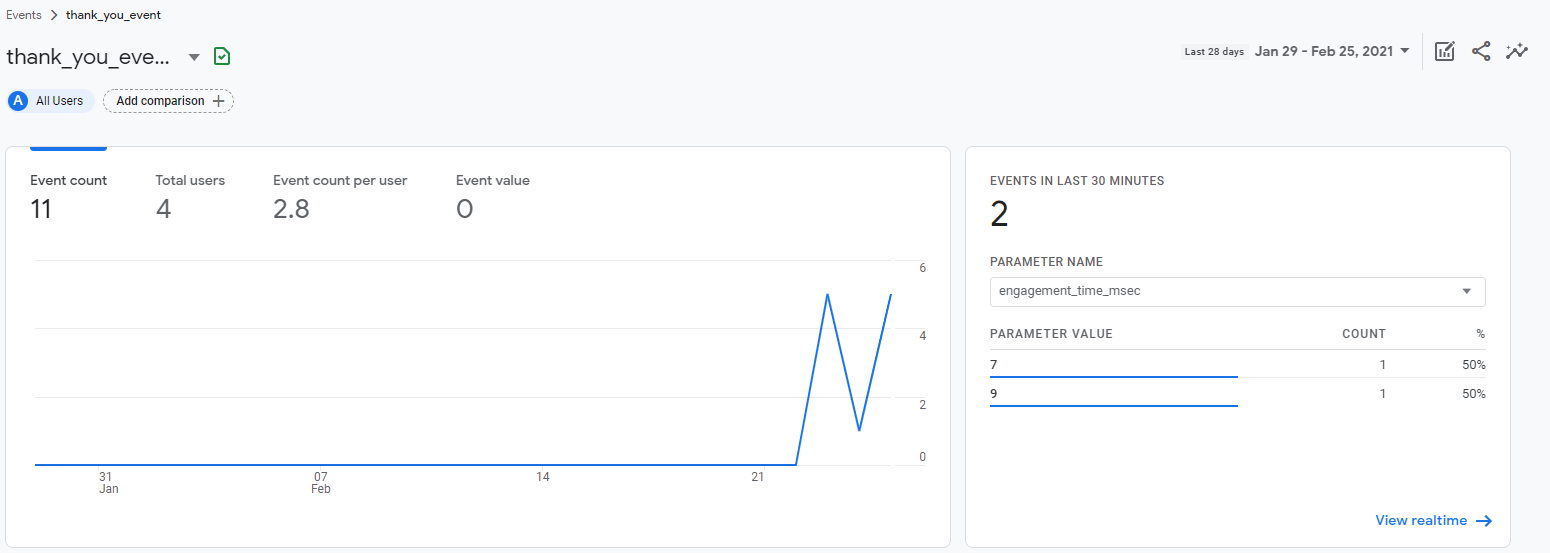 Events > thank_you_event
thank_you_eve...
Last 28 days Jan 29 - Feb 25, 2021
A All Users Add comparison +
Event count Total users Event count per user Event value
11 4 2.8 0
6
4
2
0
31 07 14 21
Jan Feb
EVENTS IN LAST 30 MINUTES
2
PARAMETER NAME
engagement_time_msec
PARAMETER VALUE COUNT %
7 1 50%
9 1 50%
View realtime →